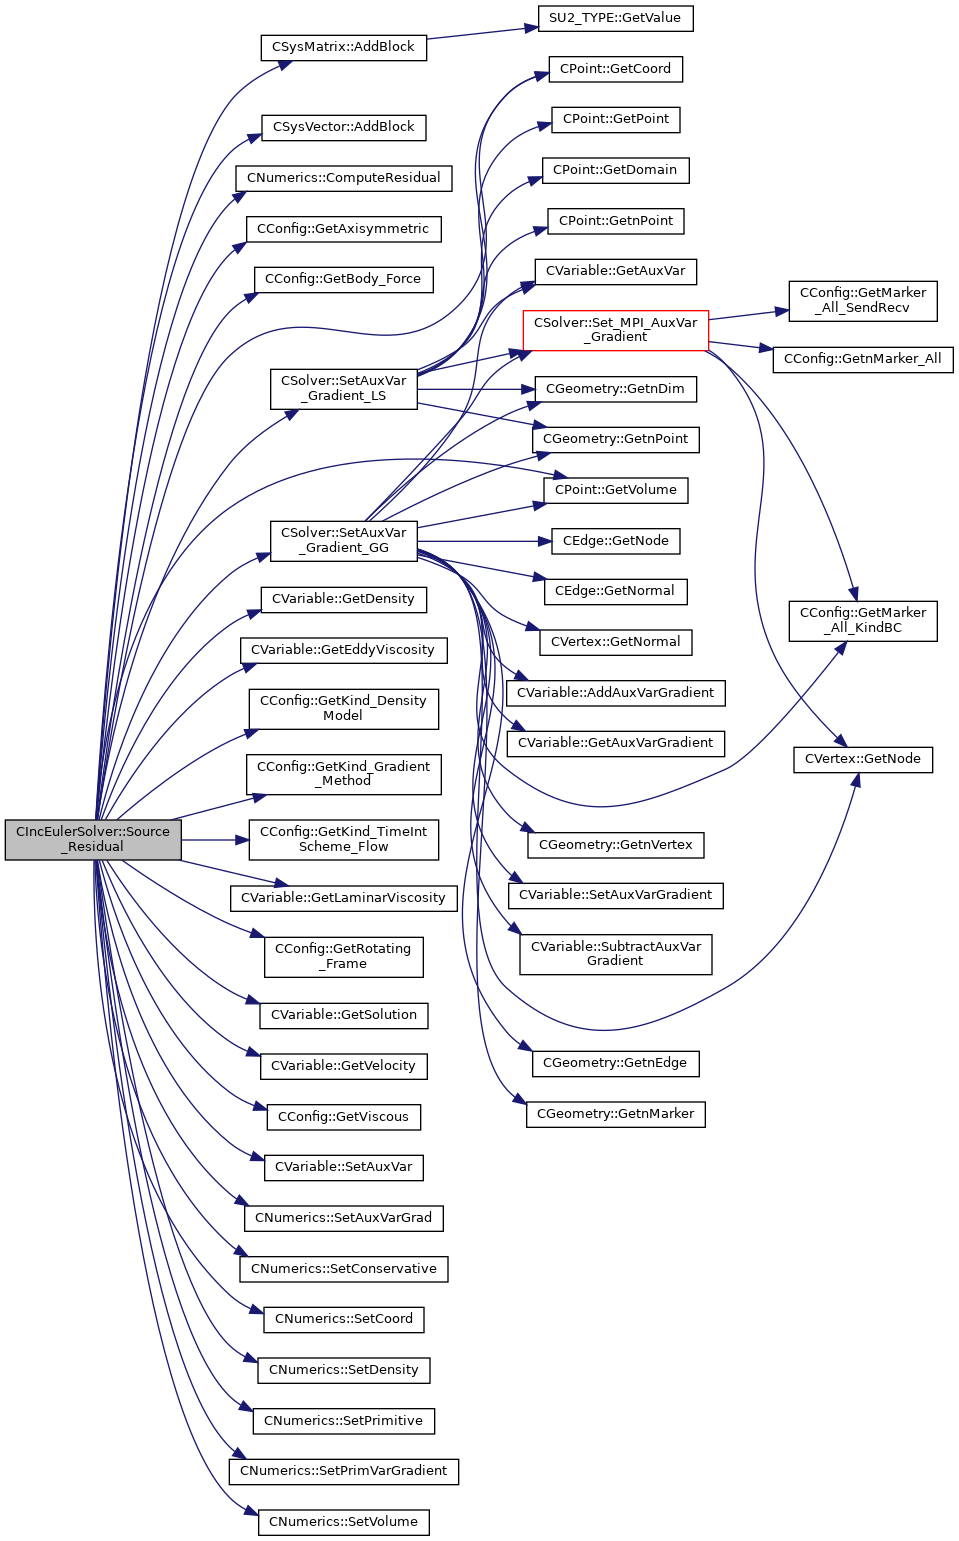 CIncEulerSolver::Source
_Residual
CSysMatrix::AddBlock
SU2_TYPE::GetValue
CSysVector::AddBlock
CNumerics::ComputeResidual
CConfig::GetAxisymmetric
CConfig::GetBody_Force
CPoint::GetCoord
CPoint::GetPoint
CPoint::GetDomain
CPoint::GetnPoint
CVariable::GetAuxVar
CSolver::Set_MPI_AuxVar
_Gradient
CConfig::GetMarker
_All_SendRecv
CConfig::GetnMarker_All
CSolver::SetAuxVar
_Gradient_LS
CGeometry::GetnDim
CGeometry::GetnPoint
CPoint::GetVolume
CSolver::SetAuxVar
_Gradient_GG
CEdge::GetNode
CEdge::GetNormal
CVertex::GetNormal
CConfig::GetMarker
_All_KindBC
CVariable::GetDensity
CVariable::GetEddyViscosity
CVariable::AddAuxVarGradient
CConfig::GetKind_Density
Model
CVariable::GetAuxVarGradient
CVertex::GetNode
CConfig::GetKind_Gradient
_Method
CConfig::GetKind_TimeInt
Scheme_Flow
CGeometry::GetnVertex
CVariable::GetLaminarViscosity
CVariable::SetAuxVarGradient
CConfig::GetRotating
_Frame
CVariable::SubtractAuxVar
Gradient
CVariable::GetSolution
CVariable::GetVelocity
CGeometry::GetnEdge
CConfig::GetViscous
CGeometry::GetnMarker
CVariable::SetAuxVar
CNumerics::SetAuxVarGrad
CNumerics::SetConservative
CNumerics::SetCoord
CNumerics::SetDensity
CNumerics::SetPrimitive
CNumerics::SetPrimVarGradient
CNumerics::SetVolume